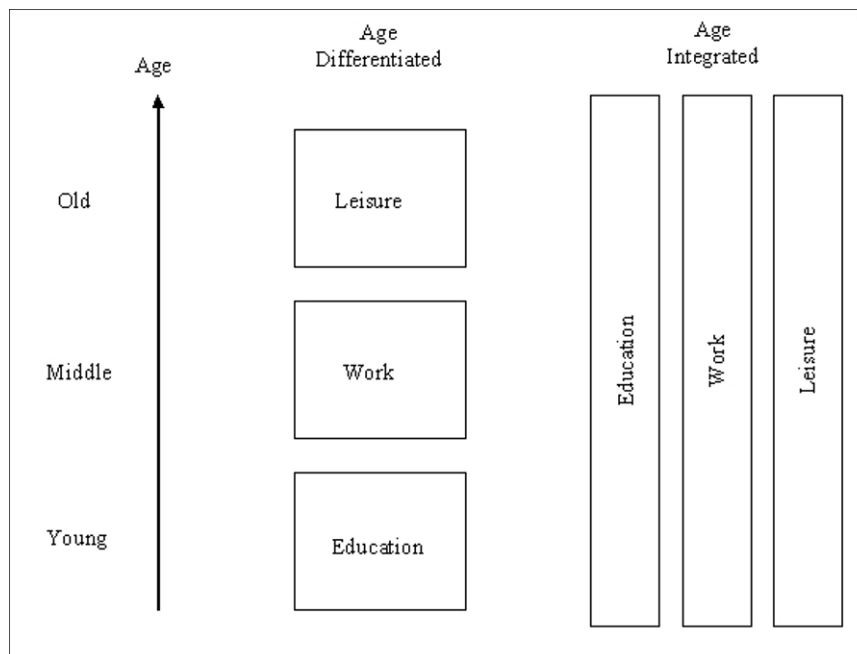 Age
Differentiated
Age
Integrated
Age
Old
Leisure
Middle
Work
Young
Education
Education
Work
Leisure